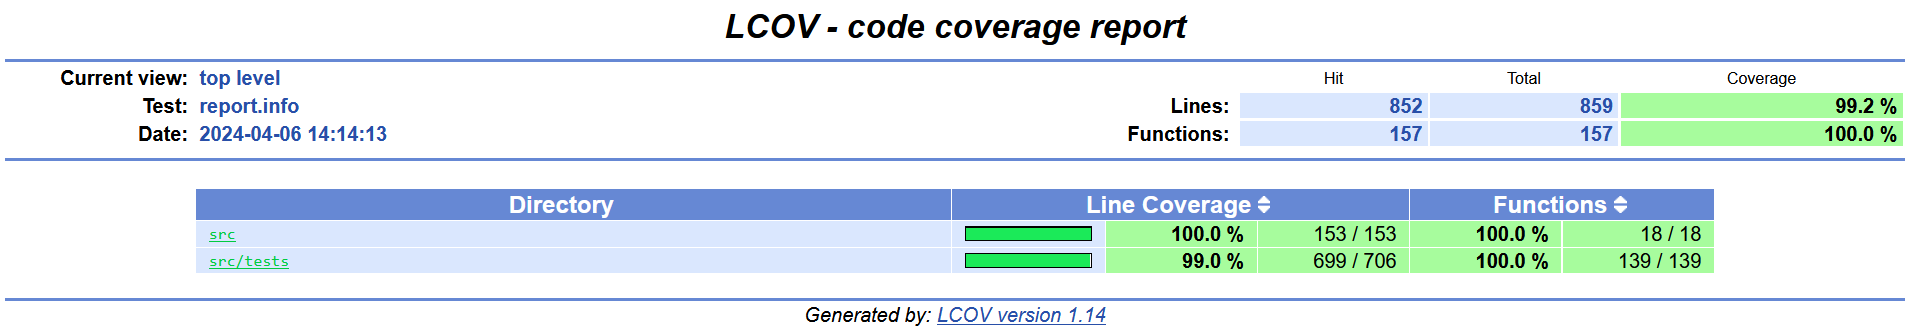 LCOV - code coverage report
Current view: top level Hit Total Coverage
Test: report.info Lines: 852 859 99.2 %
Date: 2024-04-06 14:14:13 Functions: 157 157 100.0 %
Directory Line Coverage Functions
src 100.0 % 153 / 153 100.0 % 18 / 18
src/tests 99.0 % 699 / 706 100.0 % 139 / 139
Generated by: LCOV version 1.14